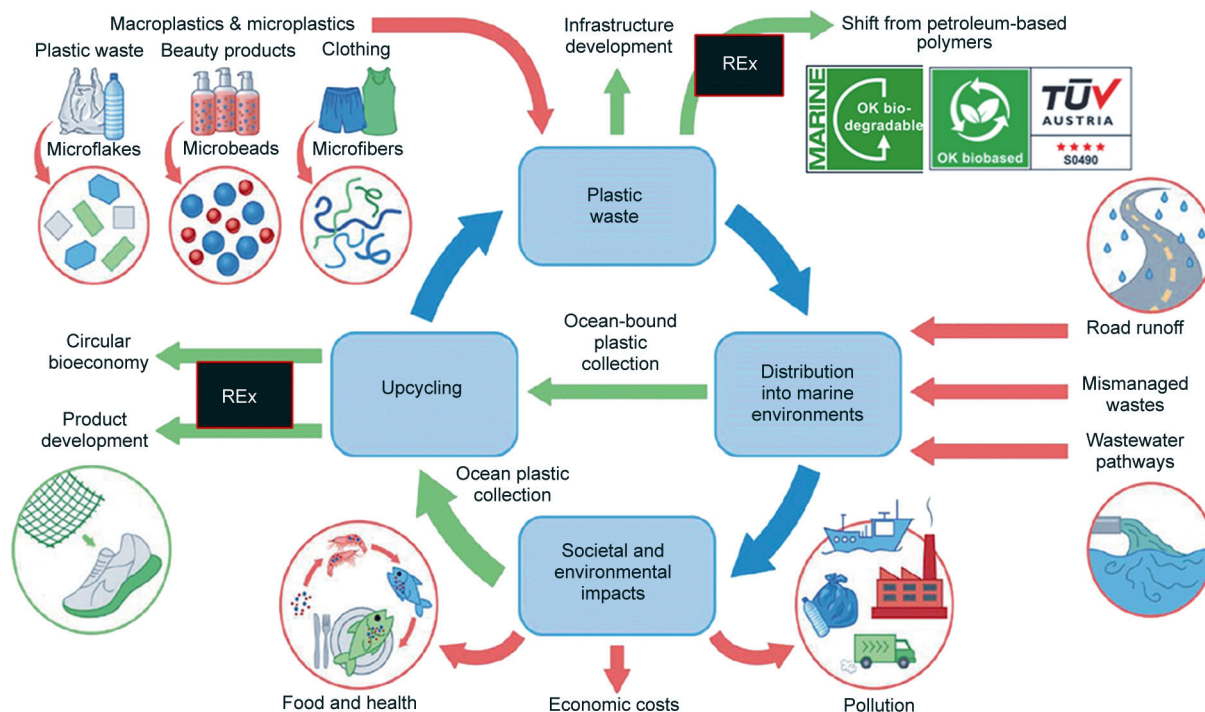 Macroplastics & microplastics
Plastic waste
Beauty products
Clothing
Microflakes
Microbeads
Microfibers
Infrastructure
development
REx
Shift from petroleum-based
polymers
MARINE
OK bio-
degradable
OK biobased
TÜV
AUSTRIA
S0490
Plastic
waste
Road runoff
Mismanaged
wastes
Wastewater
pathways
Distribution
into marine
environments
Ocean-bound
plastic
collection
Upcycling
Circular
bioeconomy
REx
Product
development
Ocean plastic
collection
Societal and
environmental
impacts
Food and health
Economic costs
Pollution